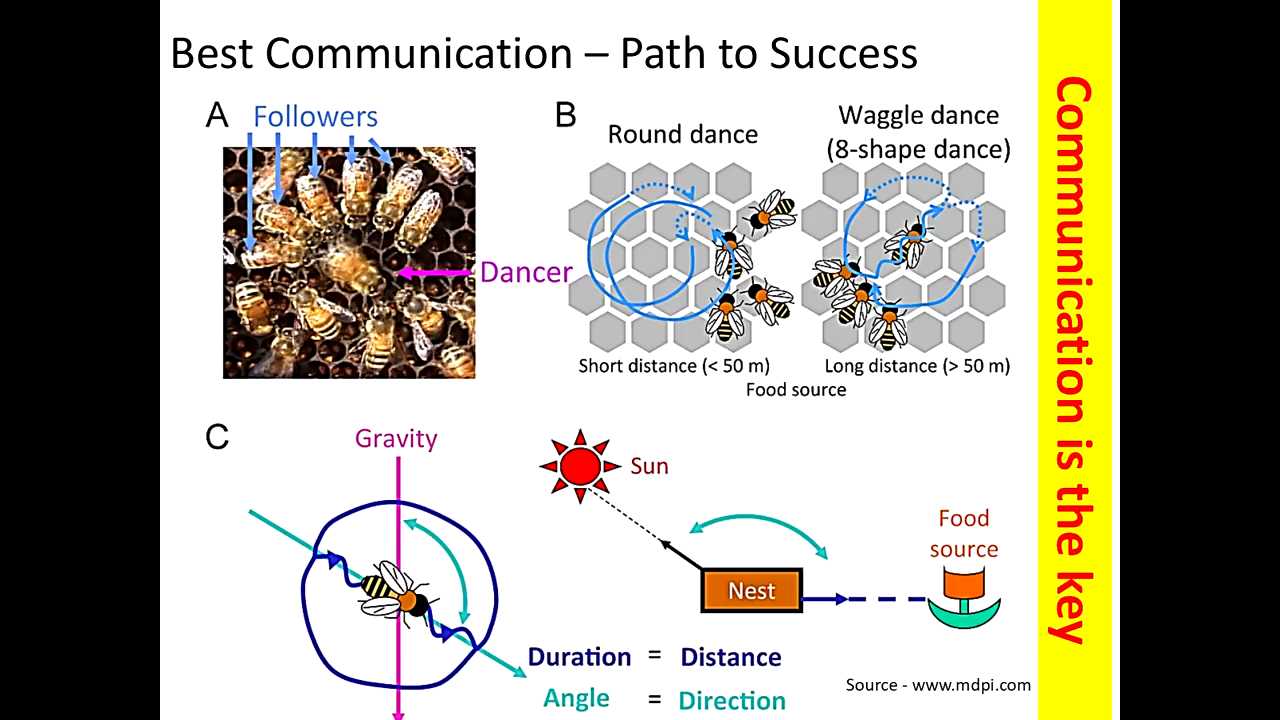 Best Communication – Path to Success
A
Followers
Dancer
B
Round dance
Waggle dance
(8-shape dance)
Short distance (< 50 m)
Long distance (> 50 m)
Food source
C
Gravity
Sun
Nest
Food
source
Duration = Distance
Angle = Direction
Source - www.mdpi.com
Communication is the key